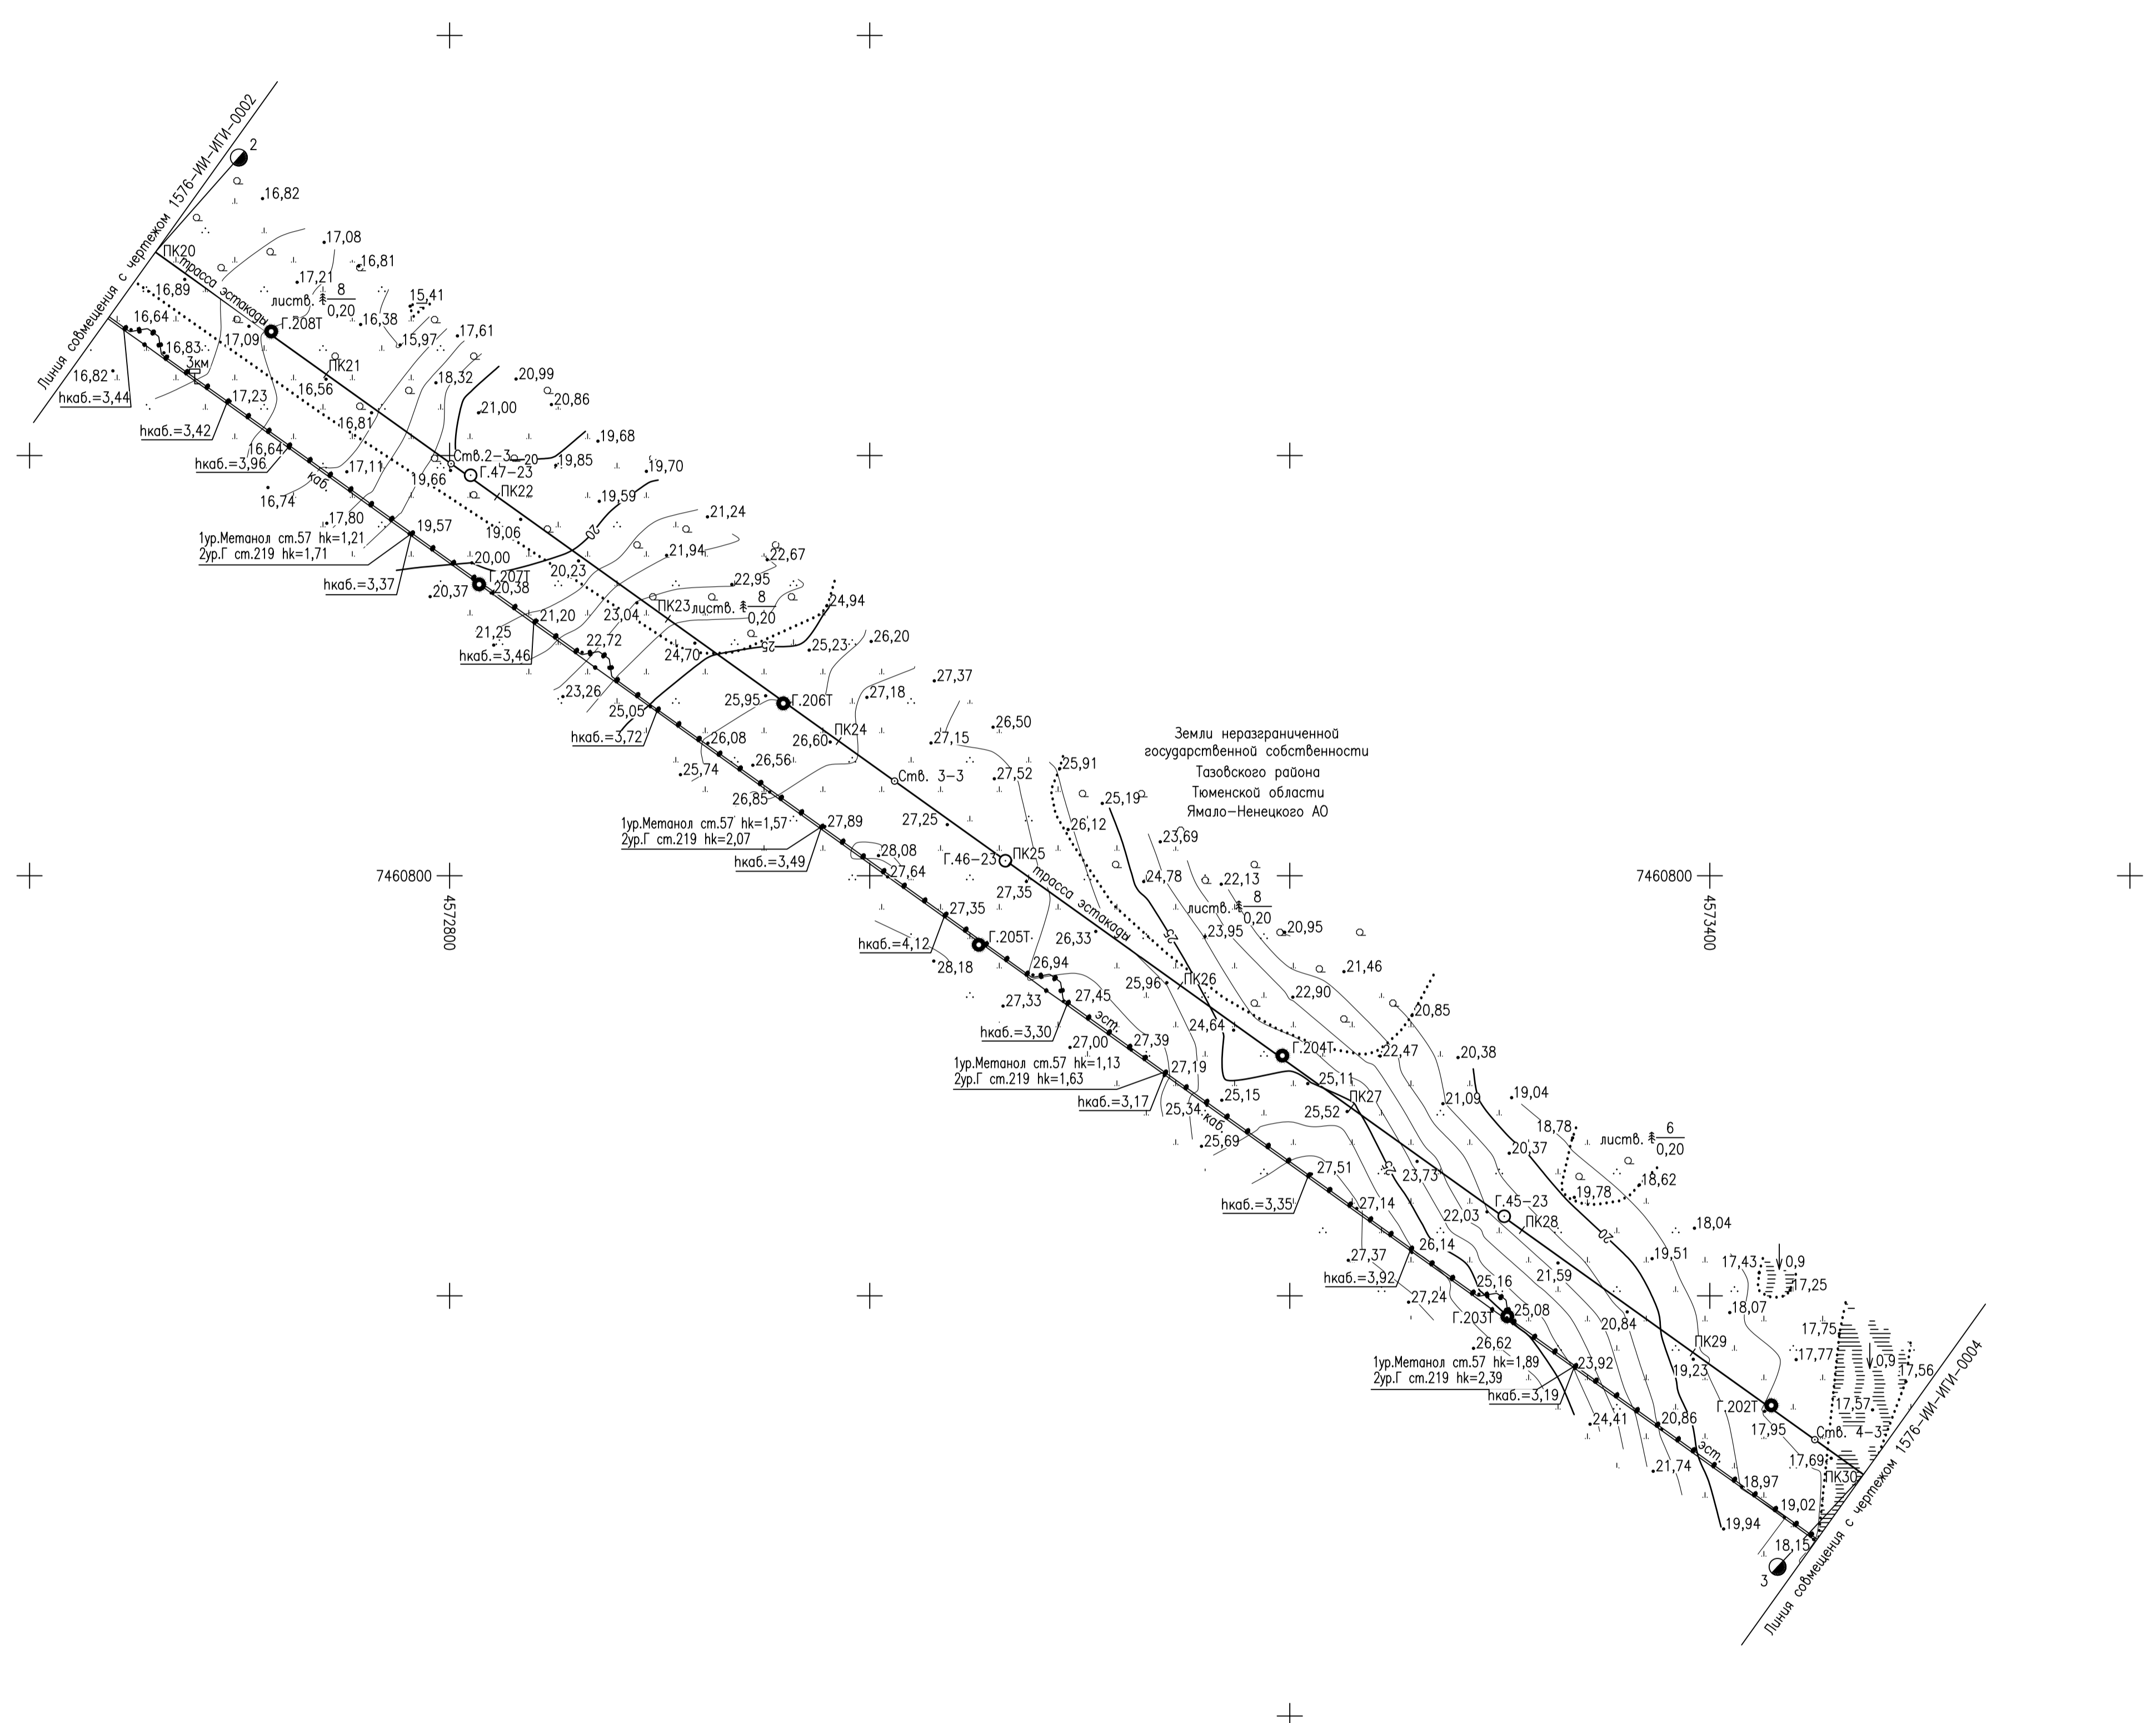 Линия совмещения с чертежом 1576-ИИ-ИГИ-0002
2
16,82
ПК20
трасса эстакады
17,08
16,81
17,21
16,89
листв. 8
0,20
15,41
16,64
Г.208Т
16,38
17,09
15,97
17,61
16,83
3км
ПК21
16,82
18,32
20,99
hкаб.=3,44
17,23
16,56
20,86
21,00
hкаб.=3,42
16,81
19,68
16,64
Ств.2-3
20
19,85
hкаб.=3,96
17,11
19,70
каб.
19,66
Г.47-23
ПК22
16,74
19,59
17,80
19,57
21,24
1ур.Метанол ст.57 hк=1,21
2ур.Г ст.219 hк=1,71
19,06
20
21,94
22,67
20,00
20,23
hкаб.=3,37
Г.207Т
20,37
20,38
22,95
21,20
23,04
ПК23
листв. 8
0,20
24,94
21,25
22,72
24,70
25
25,23
26,20
hкаб.=3,46
23,26
25,95
Г.206Т
27,18
27,37
25,05
hкаб.=3,72
26,08
26,60
ПК24
27,15
26,50
25,74
26,56
Ств. 3-3
27,52
25,91
Земли неразграниченной
государственной собственности
Тазовского района
Тюменской области
Ямало-Ненецкого АО
26,85
25,19
1ур.Метанол ст.57 hк=1,57
2ур.Г ст.219 hк=2,07
27,89
27,25
26,12
23,69
hкаб.=3,49
28,08
27,64
Г.46-23
ПК25
7460800
4572800
27,35
трасса эстакады
24,78
22,13
7460800
4573400
листв. 8
0,20
27,35
hкаб.=4,12
Г.205Т
26,33
25
23,95
20,95
28,18
26,94
25,96
ПК26
21,46
27,33
27,45
22,90
20,85
hкаб.=3,30
эст.
24,64
27,00
27,39
Г.204Т
22,47
20,38
1ур.Метанол ст.57 hк=1,13
2ур.Г ст.219 hк=1,63
27,19
25,11
hкаб.=3,17
25,34
25,15
25,52
ПК27
21,09
19,04
каб.
25,69
18,78
листв. 6
0,20
27,51
25
23,73
20,37
hкаб.=3,35
27,14
19,78
18,62
22,03
Г.45-23
ПК28
18,04
26,14
20
27,37
19,51
hкаб.=3,92
25,16
21,59
17,43
0,9
17,25
27,24
Г.203Т
25,08
20,84
18,07
26,62
17,75
ПК29
17,77
0,9
1ур.Метанол ст.57 hк=1,89
2ур.Г ст.219 hк=2,39
23,92
19,23
17,56
hкаб.=3,19
24,41
20,86
Г.202Т
17,57
17,95
Ств. 4-3
эст.
21,74
17,69
ПК30
18,97
19,02
19,94
18,15
3
Линия совмещения с чертежом 1576-ИИ-ИГИ-0004